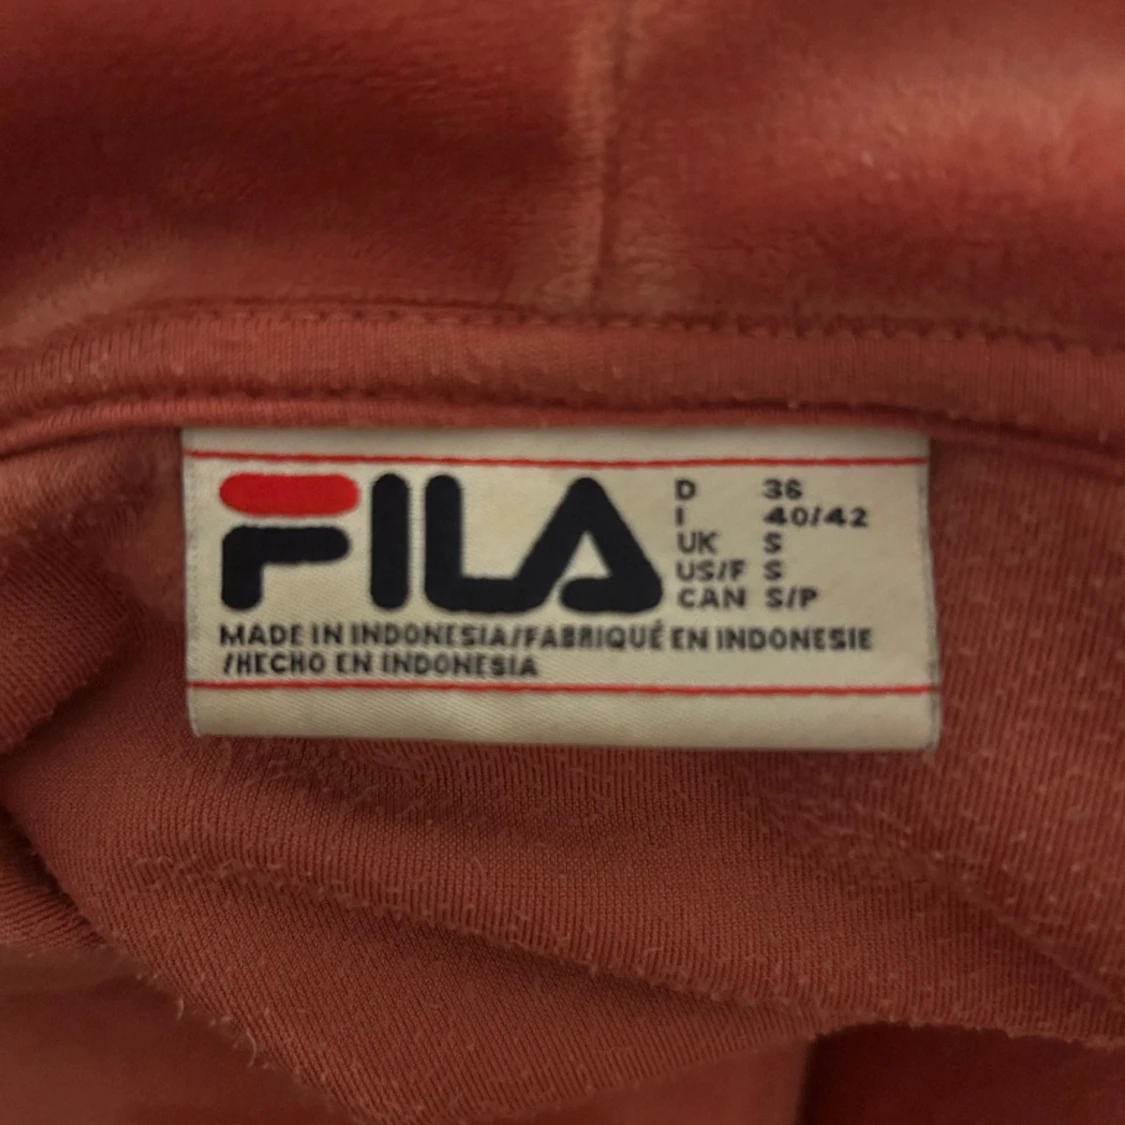 FILA
D 36
I 40/42
UK S
US/F S
CAN S/P
MADE IN INDONESIA/FABRIQUÉ EN INDONESIE
/HECHO EN INDONESIA